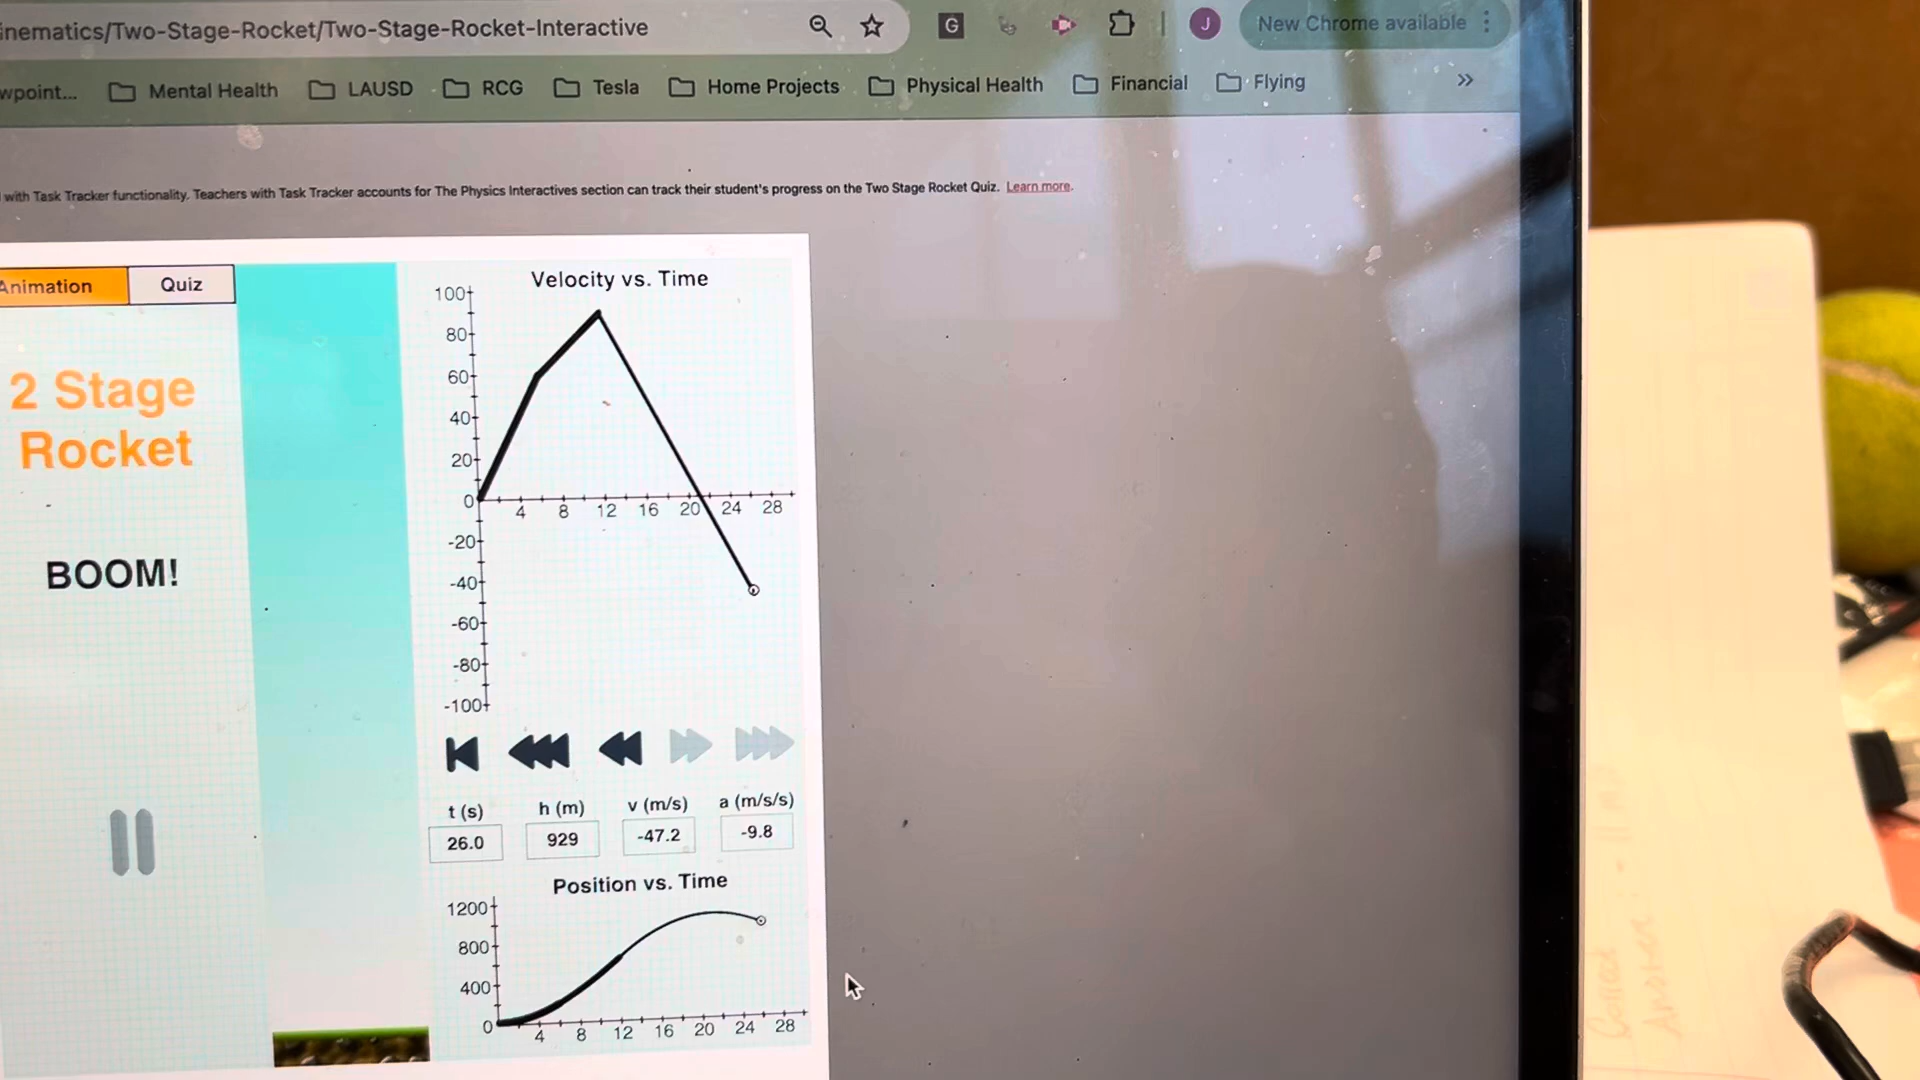 inematics/Two-Stage-Rocket/Two-Stage-Rocket-Interactive
G
J
New Chrome available
wpoint...
Mental Health
LAUSD
RCG
Tesla
Home Projects
Physical Health
Financial
Flying
»
with Task Tracker functionality. Teachers with Task Tracker accounts for The Physics Interactives section can track their student's progress on the Two Stage Rocket Quiz. Learn more.
Animation
Quiz
2 Stage
Rocket
BOOM!
Velocity vs. Time
100
80
60
40
20
0
4 8 12 16 20 24 28
-20
-40
-60
-80
-100
t (s) h (m) v (m/s) a (m/s/s)
26.0 929 -47.2 -9.8
Position vs. Time
1200
800
400
0
4 8 12 16 20 24 28
Correct
Answer